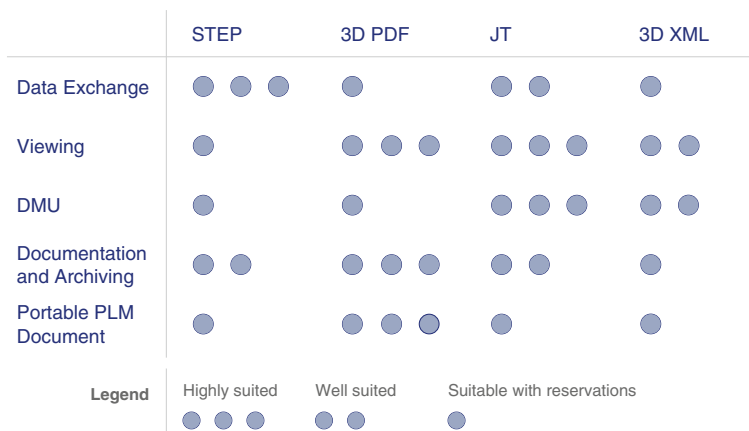 STEP 3D PDF JT 3D XML
Data Exchange
Viewing
DMU
Documentation
and Archiving
Portable PLM
Document
Legend Highly suited Well suited Suitable with reservations